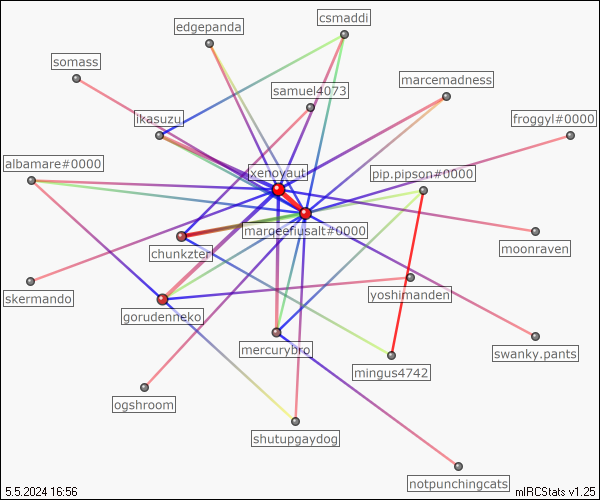 csmaddi
edgepanda
somass
marcemadness
samuel4073
ikasuzu
froggyl#0000
albamare#0000
xenoyaut
pip.pipson#0000
marqeefiusalt#0000
chunkzter
moonraven
skermando
yoshimanden
gorudenneko
mercurybro
swanky.pants
mingus4742
ogshroom
shutupgaydog
notpunchingcats
5.5.2024 16:56
mIRCStats v1.25